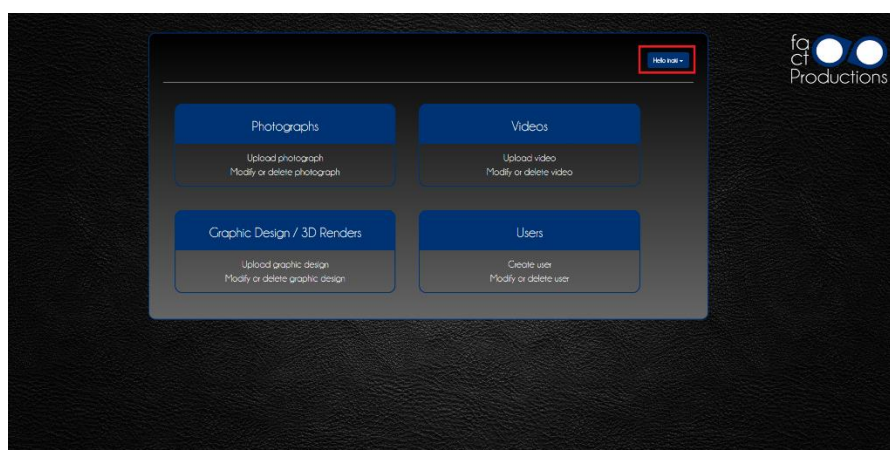 Hello inaki
fa
ct
Productions
Photographs
Upload photograph
Modify or delete photograph
Videos
Upload video
Modify or delete video
Graphic Design / 3D Renders
Upload graphic design
Modify or delete graphic design
Users
Create user
Modify or delete user